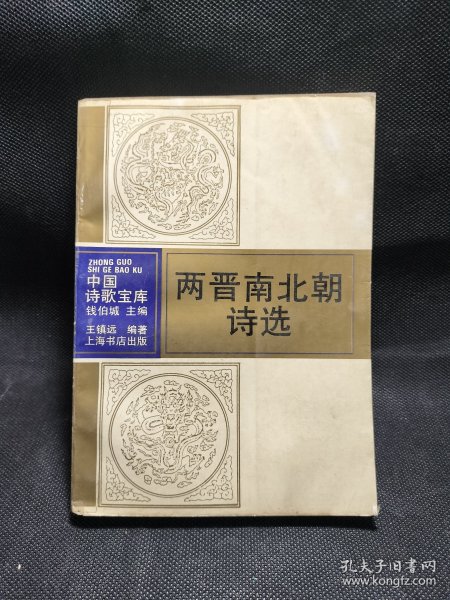 ZHONG GUO
SHI GE BAO KU
中国
诗歌宝库
钱伯城 主编
王镇远 编著
上海书店出版
两晋南北朝
诗选
孔夫子旧书网
www.kongfz.com